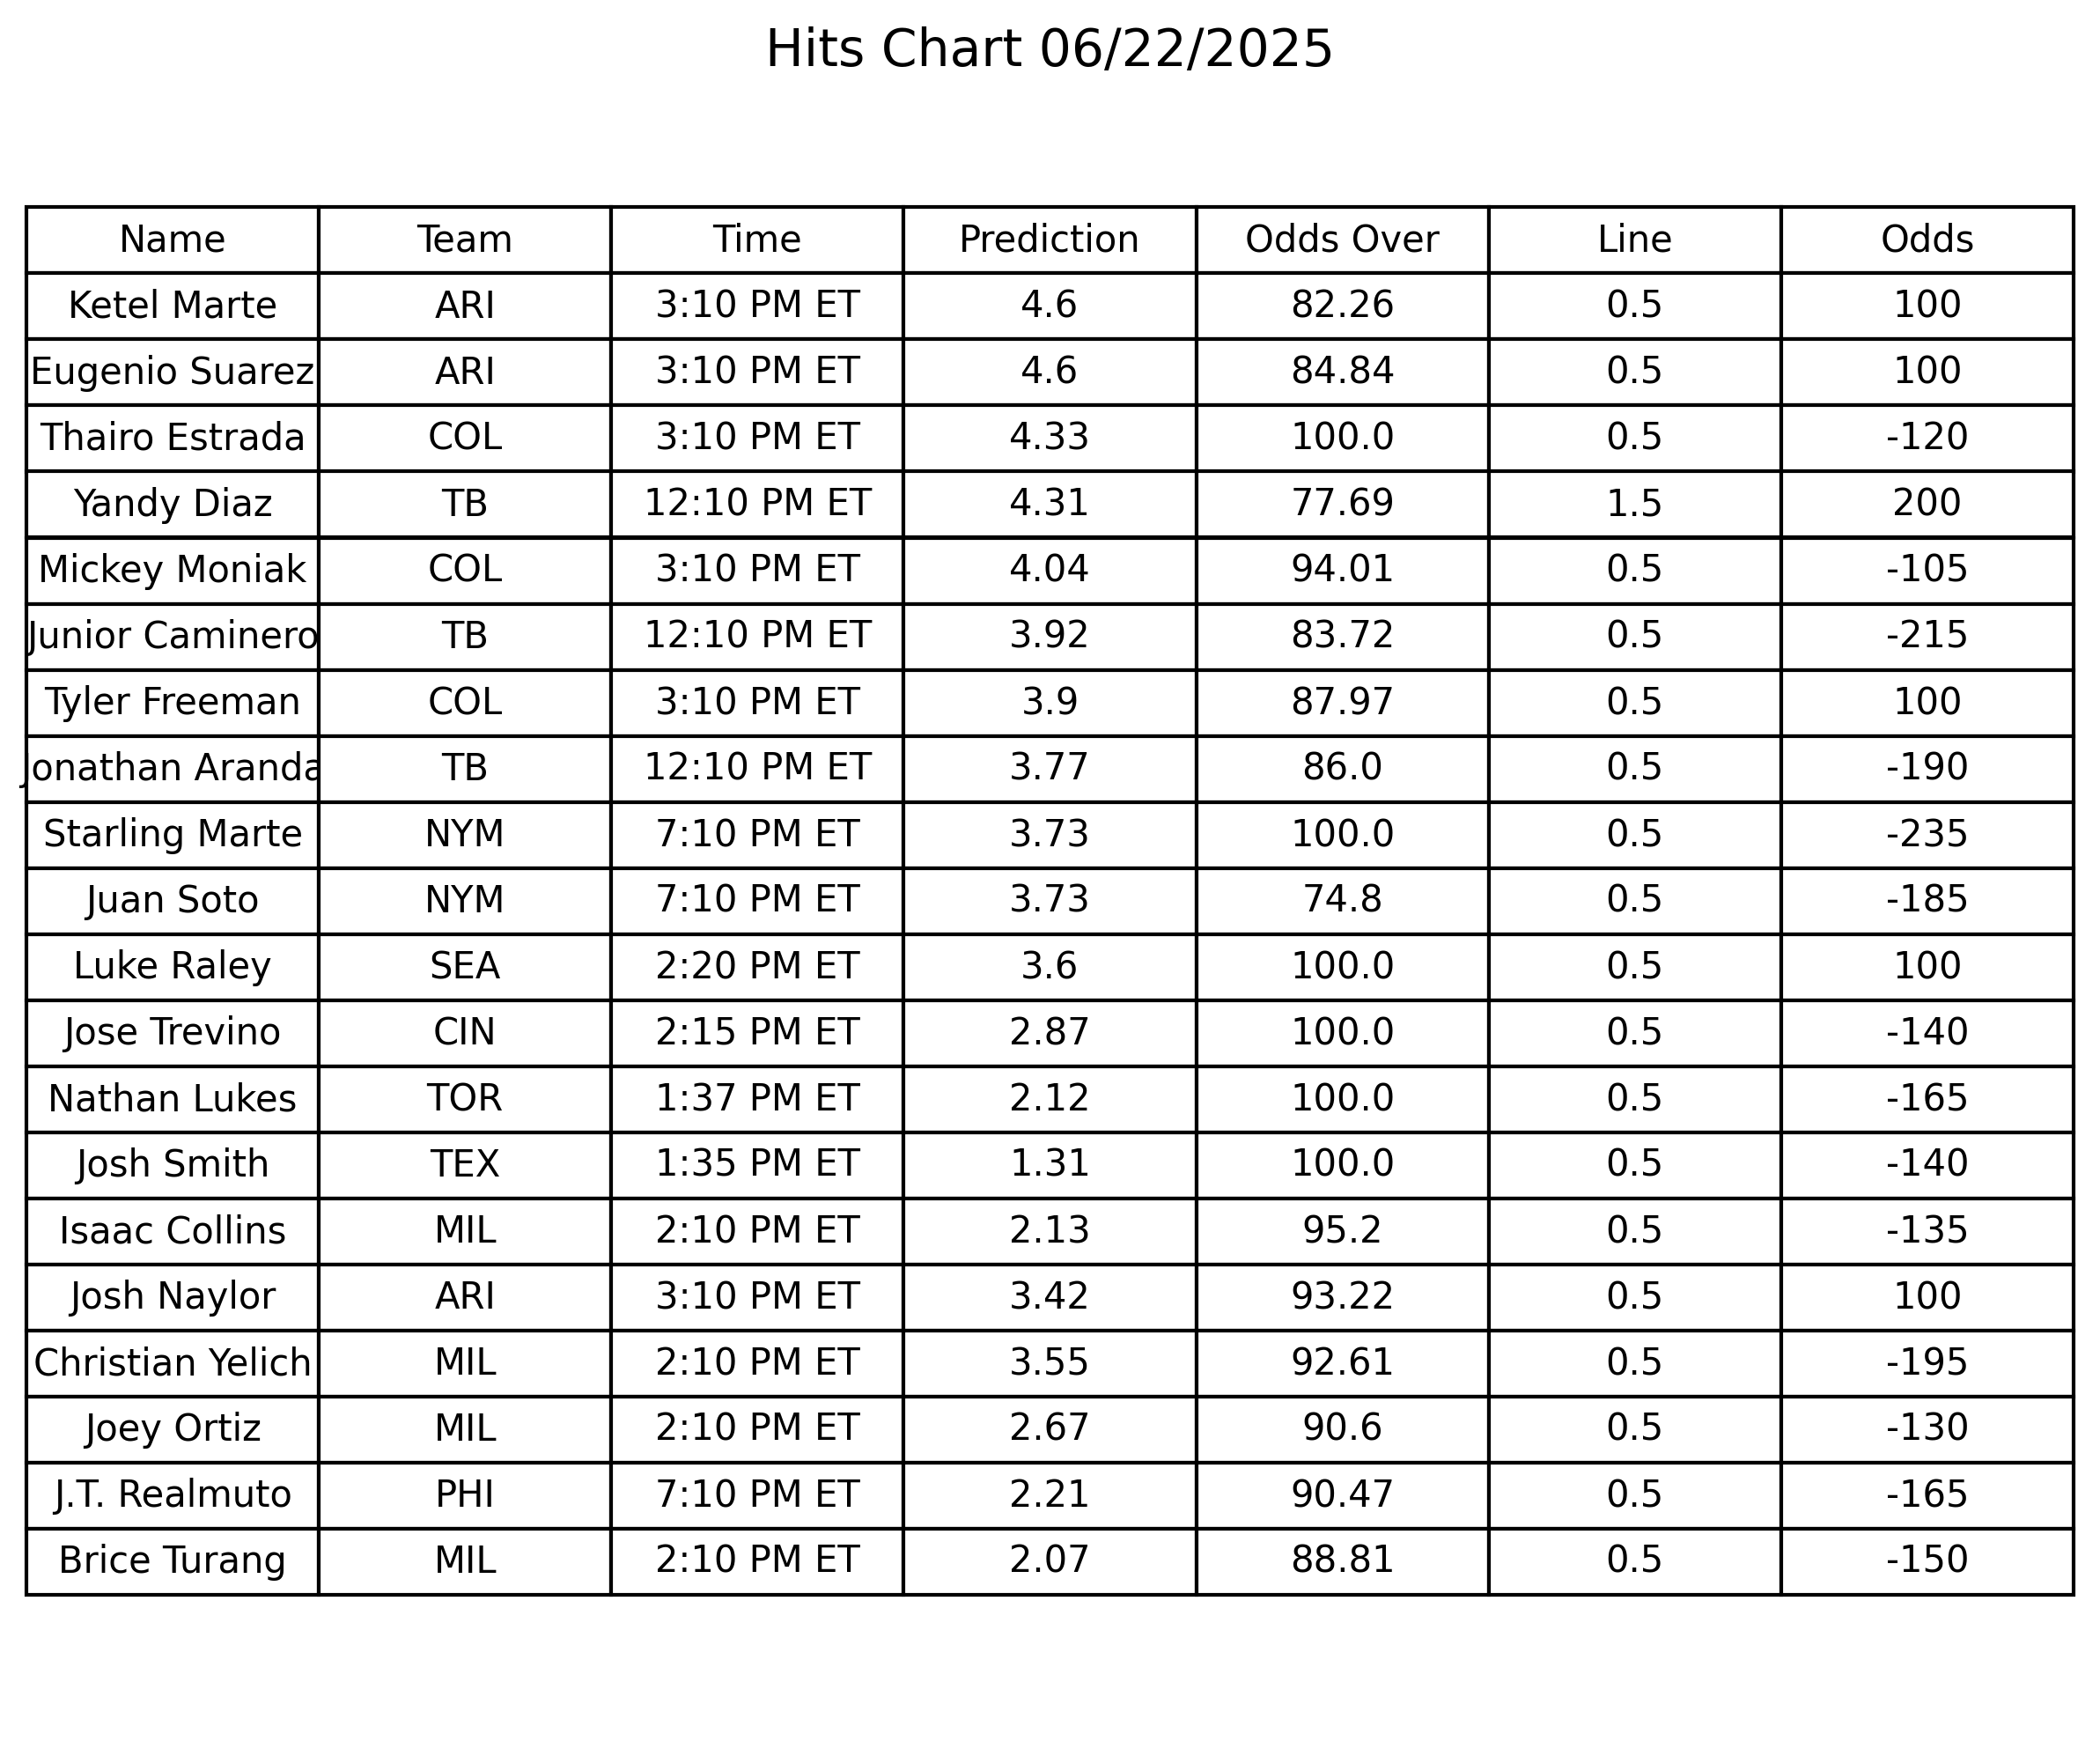 Hits Chart 06/22/2025
Name Team Time Prediction Odds Over Line Odds
Ketel Marte ARI 3:10 PM ET 4.6 82.26 0.5 100
Eugenio Suarez ARI 3:10 PM ET 4.6 84.84 0.5 100
Thairo Estrada COL 3:10 PM ET 4.33 100.0 0.5 -120
Yandy Diaz TB 12:10 PM ET 4.31 77.69 1.5 200
Mickey Moniak COL 3:10 PM ET 4.04 94.01 0.5 -105
Junior Caminero TB 12:10 PM ET 3.92 83.72 0.5 -215
Tyler Freeman COL 3:10 PM ET 3.9 87.97 0.5 100
Jonathan Aranda TB 12:10 PM ET 3.77 86.0 0.5 -190
Starling Marte NYM 7:10 PM ET 3.73 100.0 0.5 -235
Juan Soto NYM 7:10 PM ET 3.73 74.8 0.5 -185
Luke Raley SEA 2:20 PM ET 3.6 100.0 0.5 100
Jose Trevino CIN 2:15 PM ET 2.87 100.0 0.5 -140
Nathan Lukes TOR 1:37 PM ET 2.12 100.0 0.5 -165
Josh Smith TEX 1:35 PM ET 1.31 100.0 0.5 -140
Isaac Collins MIL 2:10 PM ET 2.13 95.2 0.5 -135
Josh Naylor ARI 3:10 PM ET 3.42 93.22 0.5 100
Christian Yelich MIL 2:10 PM ET 3.55 92.61 0.5 -195
Joey Ortiz MIL 2:10 PM ET 2.67 90.6 0.5 -130
J.T. Realmuto PHI 7:10 PM ET 2.21 90.47 0.5 -165
Brice Turang MIL 2:10 PM ET 2.07 88.81 0.5 -150